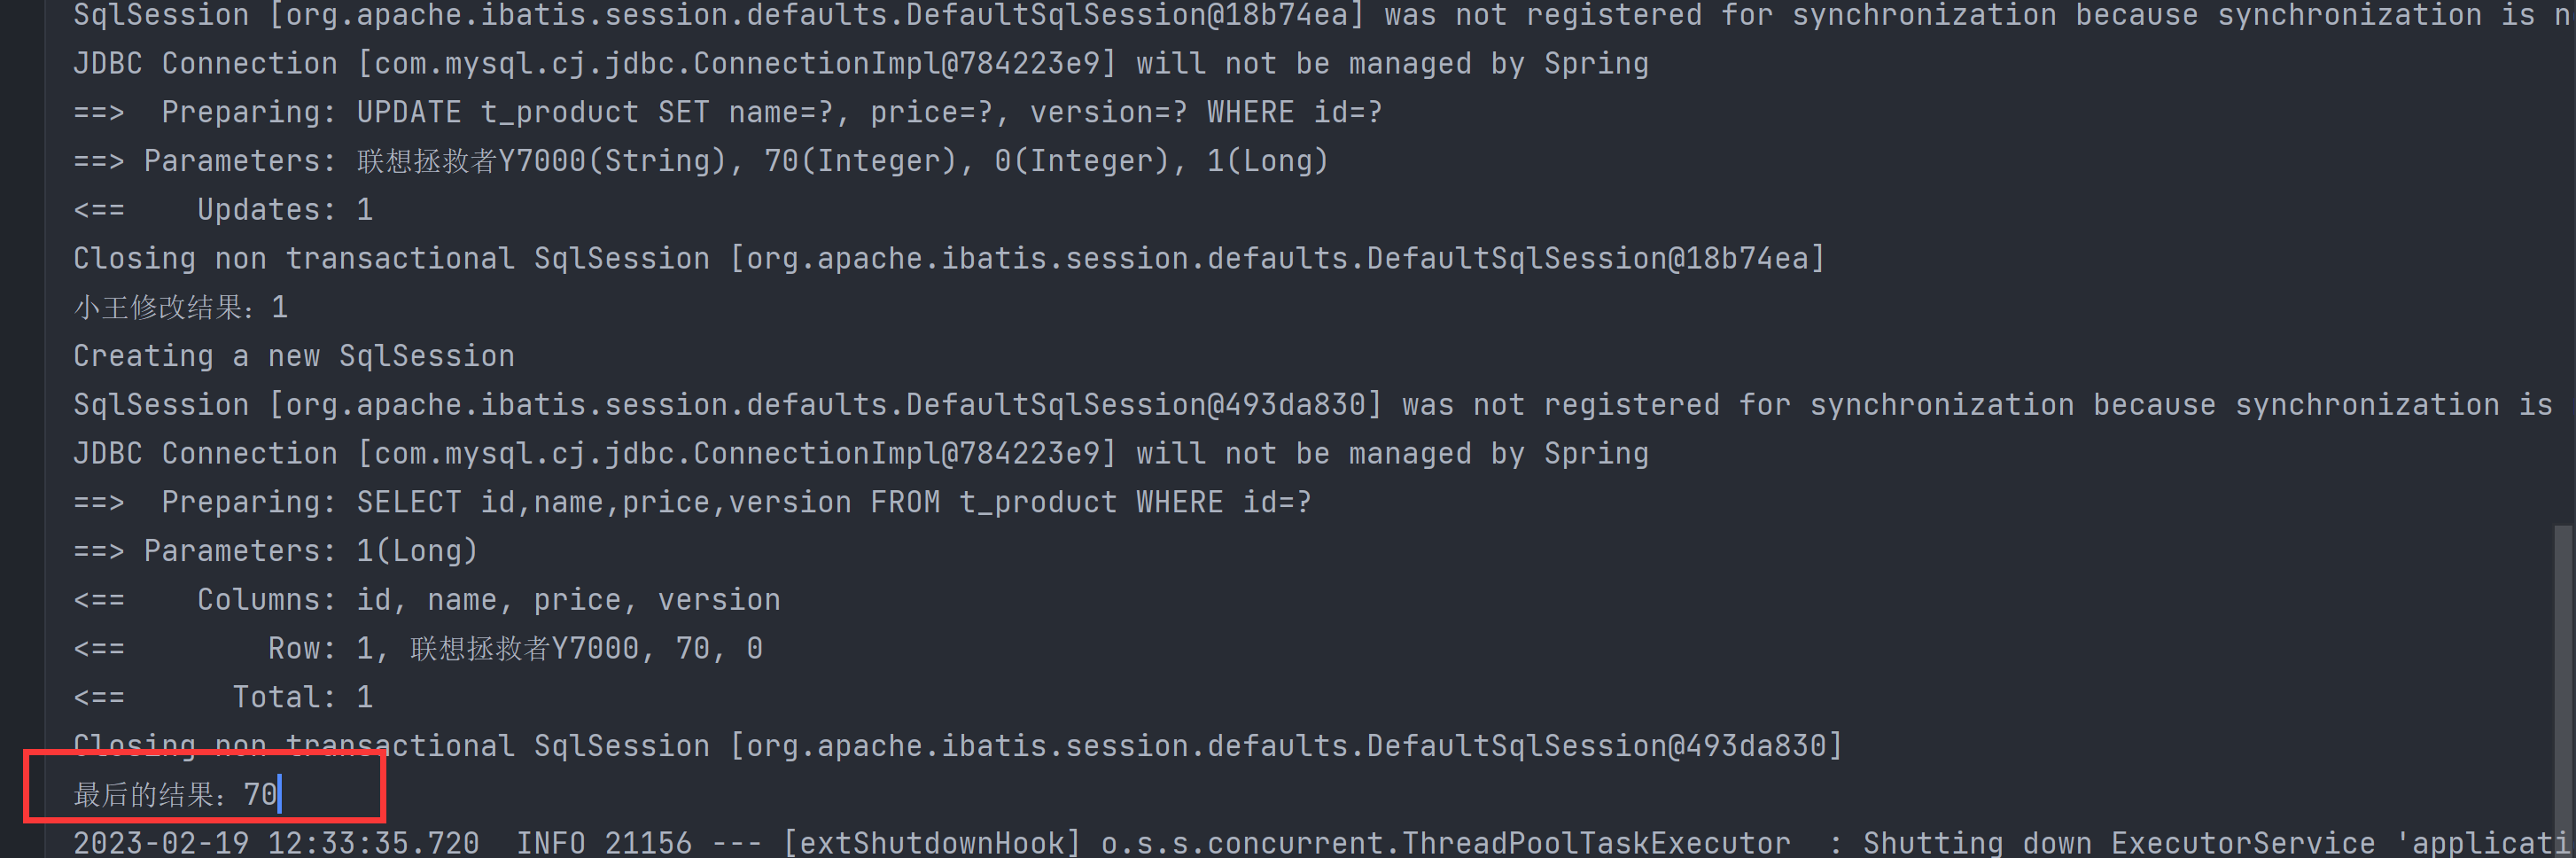 SqlSession [org.apache.ibatis.session.defaults.DefaultSqlSession@18b74ea] was not registered for synchronization because synchronization is n
JDBC Connection [com.mysql.cj.jdbc.ConnectionImpl@784223e9] will not be managed by Spring
==>  Preparing: UPDATE t_product SET name=?, price=?, version=? WHERE id=?
==> Parameters: 联想拯救者Y7000(String), 70(Integer), 0(Integer), 1(Long)
<==    Updates: 1
Closing non transactional SqlSession [org.apache.ibatis.session.defaults.DefaultSqlSession@18b74ea]
小王修改结果：1
Creating a new SqlSession
SqlSession [org.apache.ibatis.session.defaults.DefaultSqlSession@493da830] was not registered for synchronization because synchronization is
JDBC Connection [com.mysql.cj.jdbc.ConnectionImpl@784223e9] will not be managed by Spring
==>  Preparing: SELECT id,name,price,version FROM t_product WHERE id=?
==> Parameters: 1(Long)
<==    Columns: id, name, price, version
<==        Row: 1, 联想拯救者Y7000, 70, 0
<==      Total: 1
Closing non transactional SqlSession [org.apache.ibatis.session.defaults.DefaultSqlSession@493da830]
最后的结果：70
2023-02-19 12:33:35.720  INFO 21156 --- [extShutdownHook] o.s.s.concurrent.ThreadPoolTaskExecutor  : Shutting down ExecutorService 'applicati